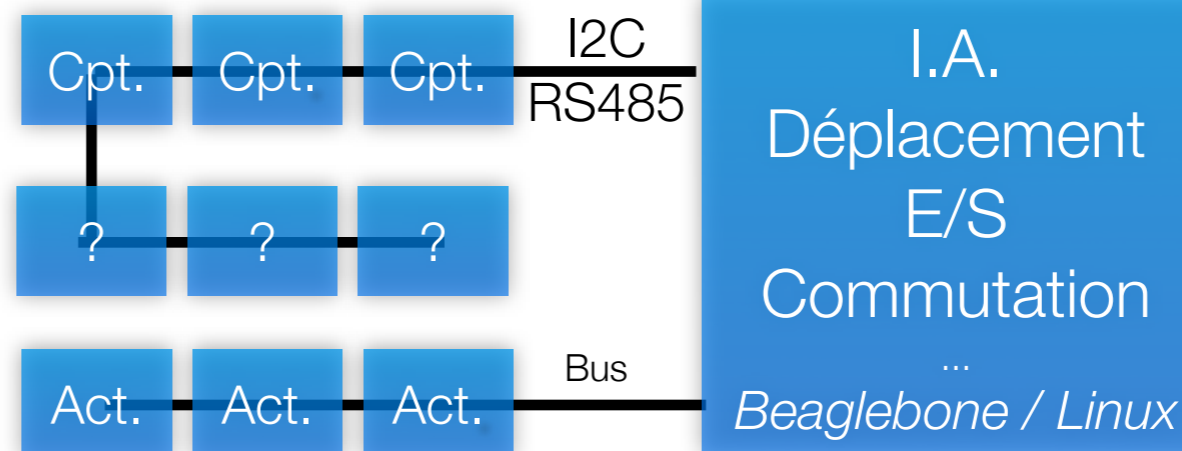 Cpt. Cpt. Cpt.
I2C
RS485
? ? ?
Act. Act. Act.
Bus
I.A.
Déplacement
E/S
Commutation
...
Beaglebone / Linux